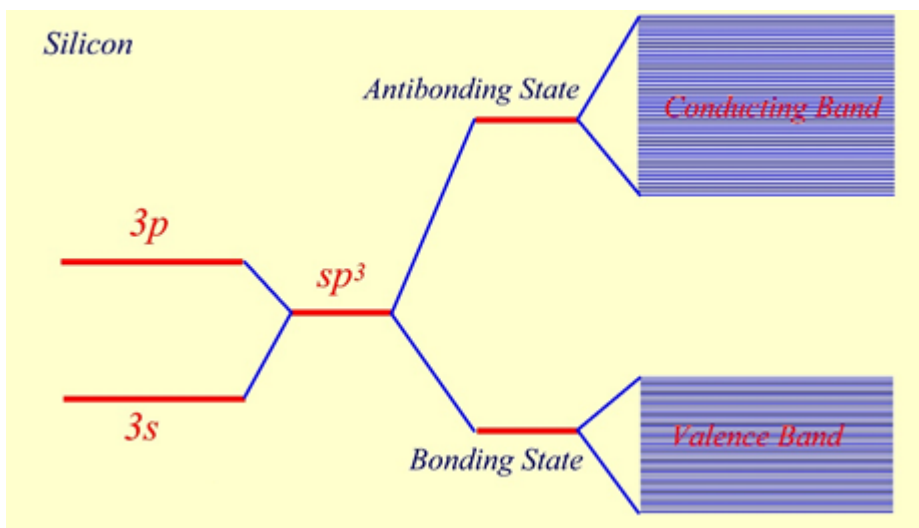 Silicon
Antibonding State
Conducting Band
3p
sp³
3s
Valence Band
Bonding State